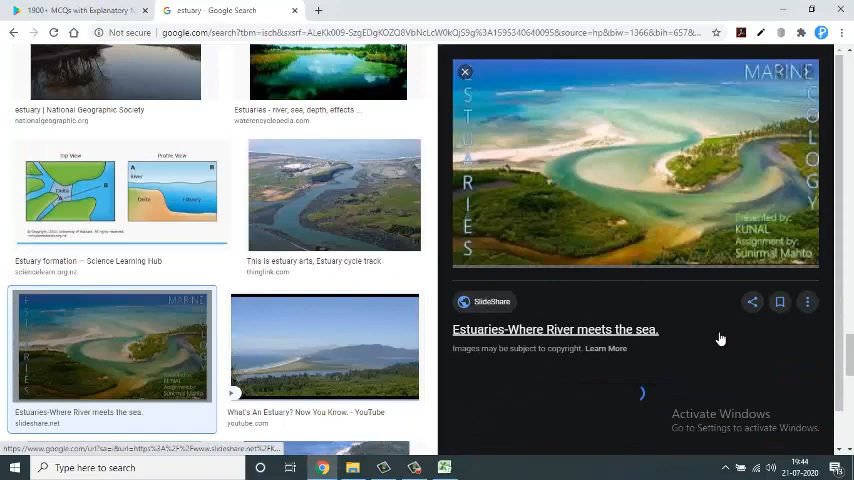 1900+ MCQs with Explanatory N
estuary - Google Search
Not secure
google.com/search?tbm=isch&sxsrf=
&source=hp&biw=1366&bih=657&...
estuary | National Geographic Society
nationalgeographic.org
Estuaries - river, sea, depth, effects ...
waterencyclopedia.com
Top View
Profile View
A
B
River
Delta
Estuary
Estuary formation — Science Learning Hub
sciencelearn.org.nz
This is estuary arts, Estuary cycle track
thinglink.com
Estuaries-Where River meets the sea.
slideshare.net
What's An Estuary? Now You Know. - YouTube
youtube.com
MARINE
ECOLOGY
ESTUARIES
Presented by:
KUNAL
Assignment by:
Sunirmal Mahto
SlideShare
Estuaries-Where River meets the sea.
Images may be subject to copyright. Learn More
Activate Windows
Go to Settings to activate Windows.
https://www.google.com/url?sa=i&url=https%3A%2F%2Fwww.slideshare.net%2FK...
Type here to search
19:44
21-07-2020